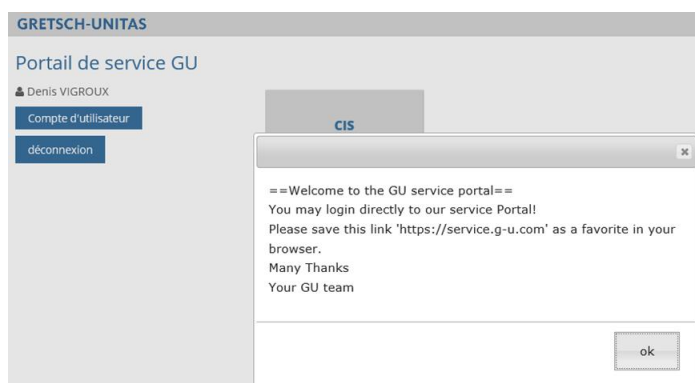 GRETSCH-UNITAS
Portail de service GU
Denis VIGROUX
Compte d'utilisateur
CIS
déconnexion
==Welcome to the GU service portal==
You may login directly to our service Portal!
Please save this link 'https://service.g-u.com' as a favorite in your
browser.
Many Thanks
Your GU team
ok